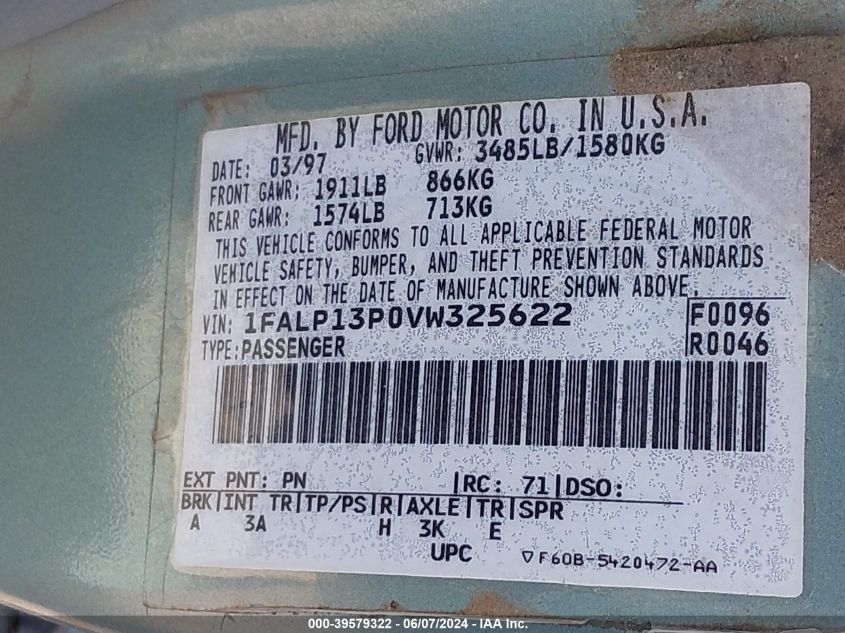 MFD. BY FORD MOTOR CO. IN U.S.A.
DATE: 03/97 GVWR: 3485LB/1580KG
FRONT GAWR: 1911LB 866KG
REAR GAWR: 1574LB 713KG
THIS VEHICLE CONFORMS TO ALL APPLICABLE FEDERAL MOTOR
VEHICLE SAFETY, BUMPER, AND THEFT PREVENTION STANDARDS
IN EFFECT ON THE DATE OF MANUFACTURE SHOWN ABOVE.
VIN: 1FALP13P0VW325622 F0096
TYPE: PASSENGER R0046
EXT PNT: PN |RC: 71|DSO:
BRK|INT TR|TP/PS|R|AXLE|TR|SPR
A 3A H 3K E
UPC ▽F60B-5420472-AA
000-39579322 | 06/07/2024 - IAA Inc.